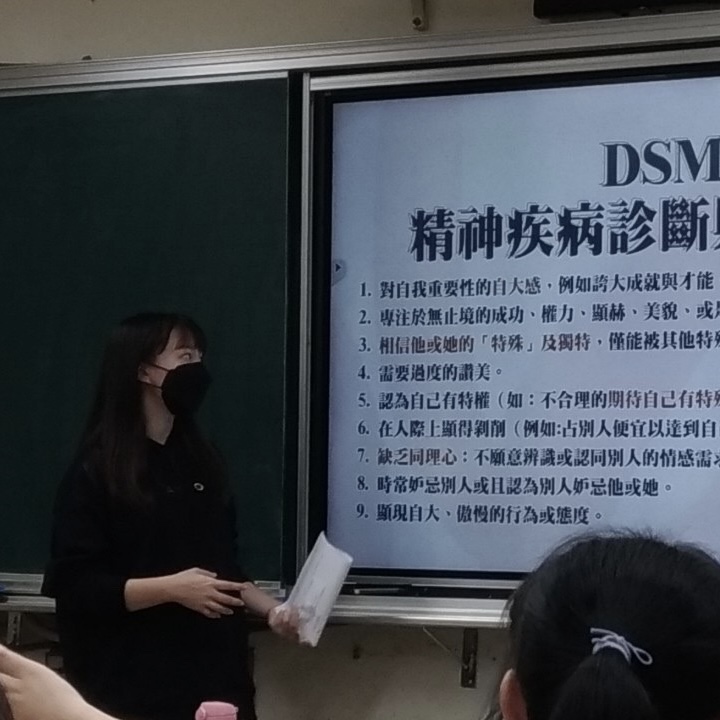 DSM
精神疾病診斷
1. 對自我重要性的自大感，例如誇大成就與才能
2. 專注於無止境的成功、權力、顯赫、美貌、或
3. 相信他或她的「特殊」及獨特，僅能被其他特殊
4. 需要過度的讚美。
5. 認為自己有特權（如：不合理的期待自己有特殊
6. 在人際上顯得剝削（例如:占別人便宜以達到自
7. 缺乏同理心：不願意辨識或認同別人的情感需
8. 時常妒忌別人或且認為別人妒忌他或她。
9. 顯現自大、傲慢的行為或態度。